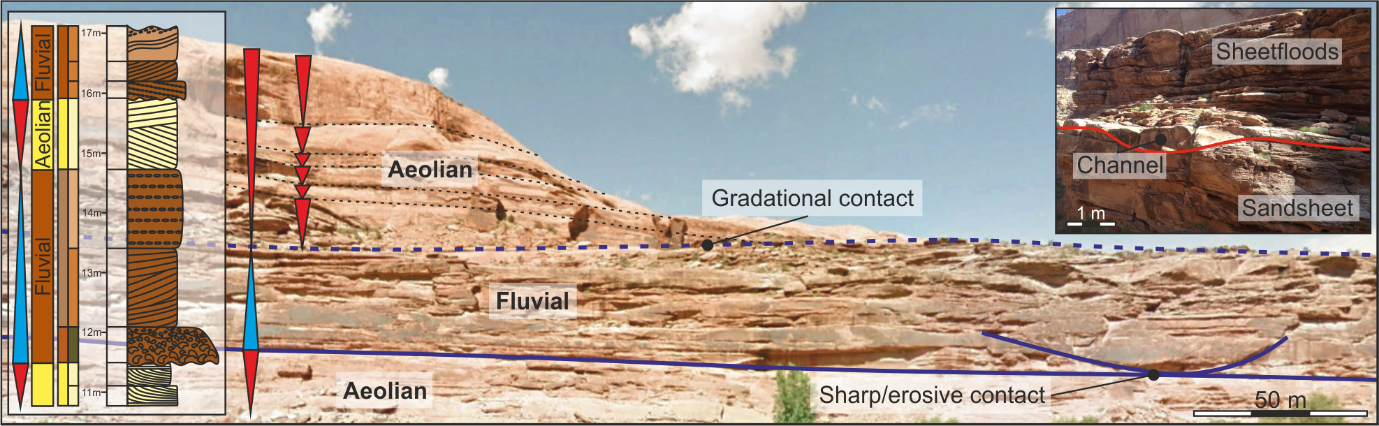 Fluvial
Aeolian
Fluvial
17m
16m
15m
14m
13m
12m
11m
Aeolian
Gradational contact
Fluvial
Aeolian
Sharp/erosive contact
50 m
Sheetfloods
Channel
Sandsheet
1 m